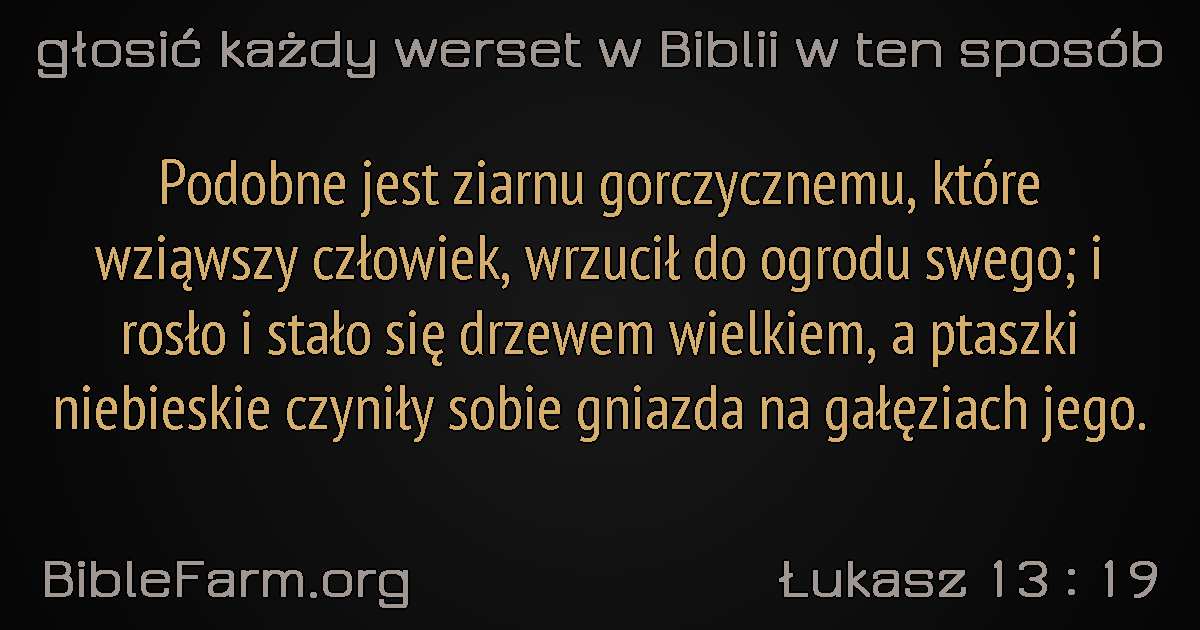 głosić każdy werset w Biblii w ten sposób
Podobne jest ziarnu gorczycznemu, które
wziąwszy człowiek, wrzucił do ogrodu swego; i
rosło i stało się drzewem wielkiem, a ptaszki
niebieskie czyniły sobie gniazda na gałęziach jego.
BibleFarm.org
Łukasz 13 : 19